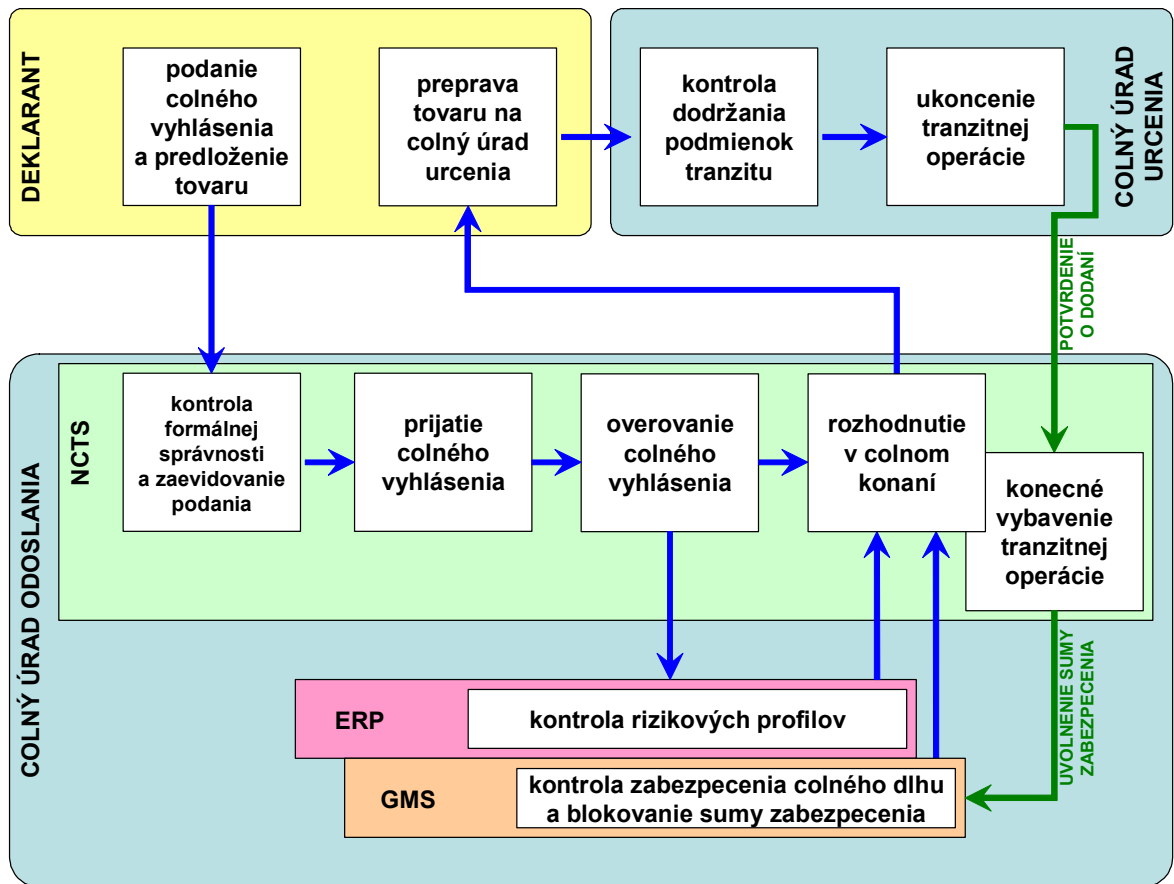 DEKLARANT
podanie
colného
vyhlásenia
a predloženie
tovaru
preprava
tovaru na
colný úrad
urcenia
kontrola
dodržania
podmienok
tranzitu
ukoncenie
tranzitnej
operácie
COLNÝ ÚRAD
URCENIA
POTVRDENIE
O DODANÍ
COLNÝ ÚRAD ODOSLANIA
NCTS
kontrola
formálnej
správnosti
a zaevidovanie
podania
prijatie
colného
vyhlásenia
overovanie
colného
vyhlásenia
rozhodnutie
v colnom
konaní
konecné
vybavenie
tranzitnej
operácie
UVOLNENIE SUMY
ZABEZPECENIA
ERP
kontrola rizikových profilov
GMS
kontrola zabezpecenia colného dlhu
a blokovanie sumy zabezpecenia